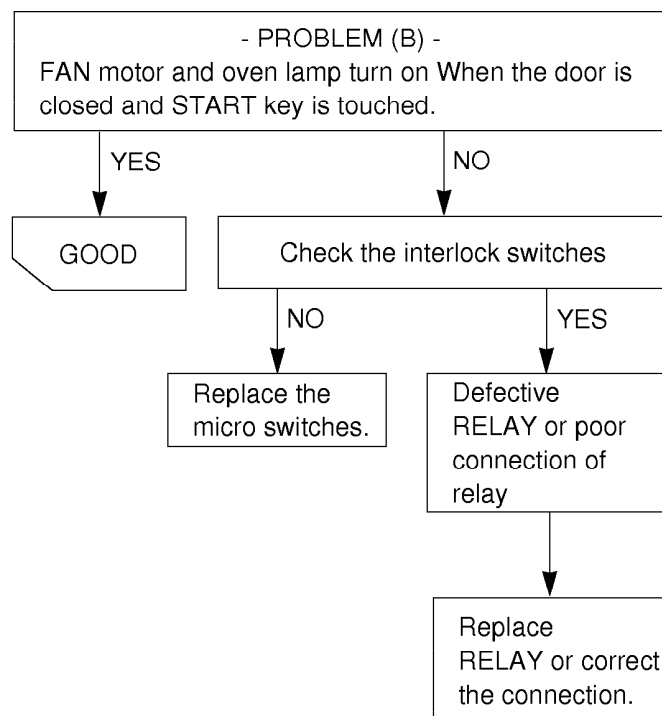 - PROBLEM (B) -
FAN motor and oven lamp turn on When the door is
closed and START key is touched.
YES
NO
GOOD
Check the interlock switches
NO
YES
Replace the
micro switches.
Defective
RELAY or poor
connection of
relay
Replace
RELAY or correct
the connection.